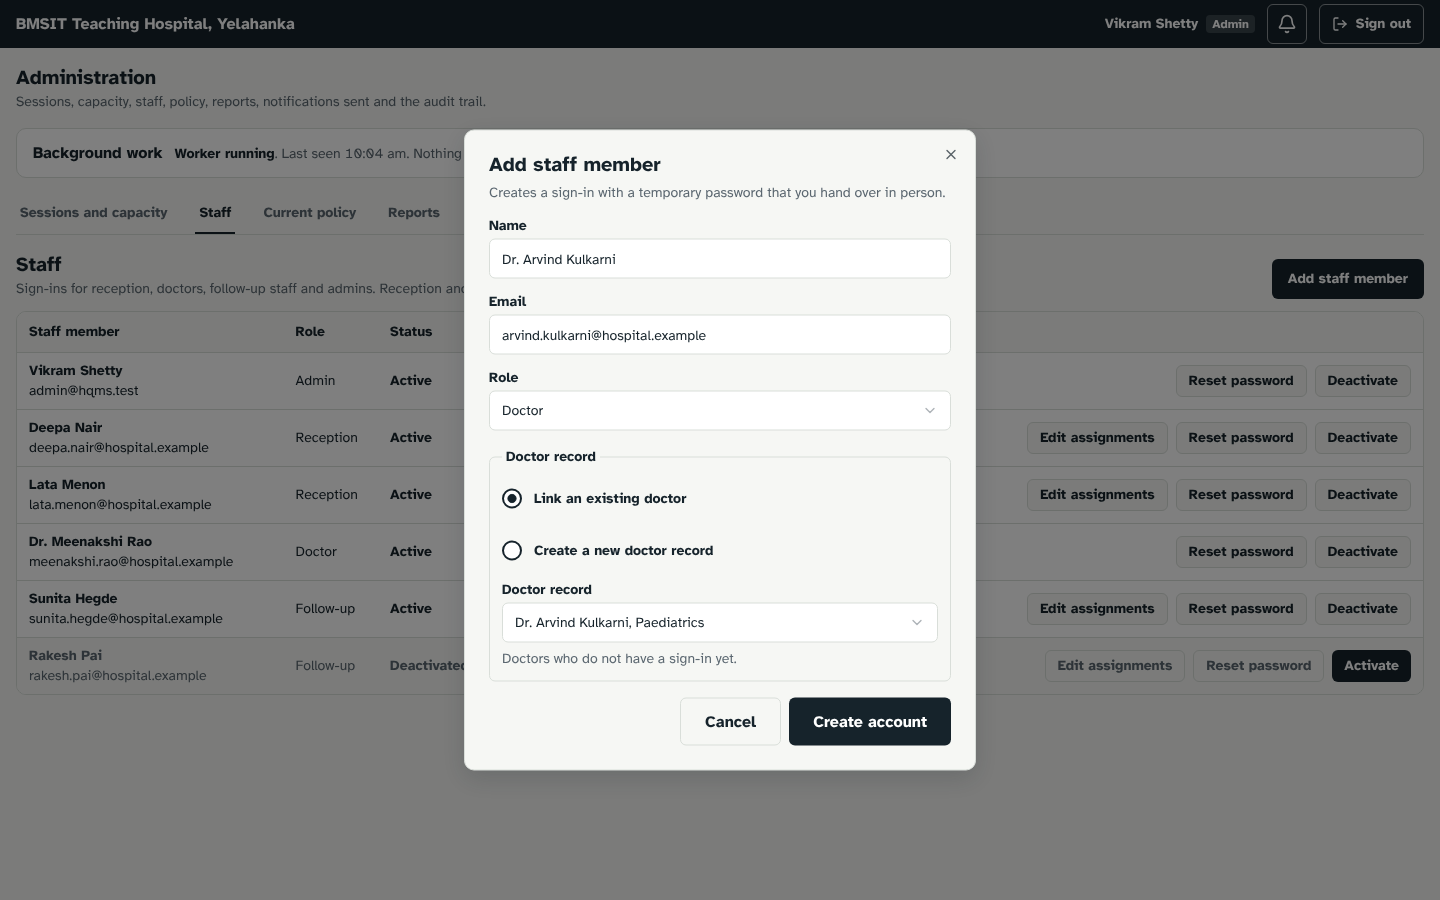 BMSIT Teaching Hospital, Yelahanka
Vikram Shetty Admin Sign out
Administration
Sessions, capacity, staff, policy, reports, notifications sent and the audit trail.
Background work Worker running. Last seen 10:04 am. Nothing
Sessions and capacity Staff Current policy Reports
Staff
Sign-ins for reception, doctors, follow-up staff and admins. Reception
Add staff member
Staff member Role Status
Vikram Shetty
admin@hqms.test
Admin Active Reset password Deactivate
Deepa Nair
deepa.nair@hospital.example
Reception Active Edit assignments Reset password Deactivate
Lata Menon
lata.menon@hospital.example
Reception Active Edit assignments Reset password Deactivate
Dr. Meenakshi Rao
meenakshi.rao@hospital.example
Doctor Active Reset password Deactivate
Sunita Hegde
sunita.hegde@hospital.example
Follow-up Active Edit assignments Reset password Deactivate
Rakesh Pai
rakesh.pai@hospital.example
Follow-up Deactivated Edit assignments Reset password Activate
Add staff member
Creates a sign-in with a temporary password that you hand over in person.
Name
Dr. Arvind Kulkarni
Email
arvind.kulkarni@hospital.example
Role
Doctor
Doctor record
Link an existing doctor
Create a new doctor record
Doctor record
Dr. Arvind Kulkarni, Paediatrics
Doctors who do not have a sign-in yet.
Cancel Create account